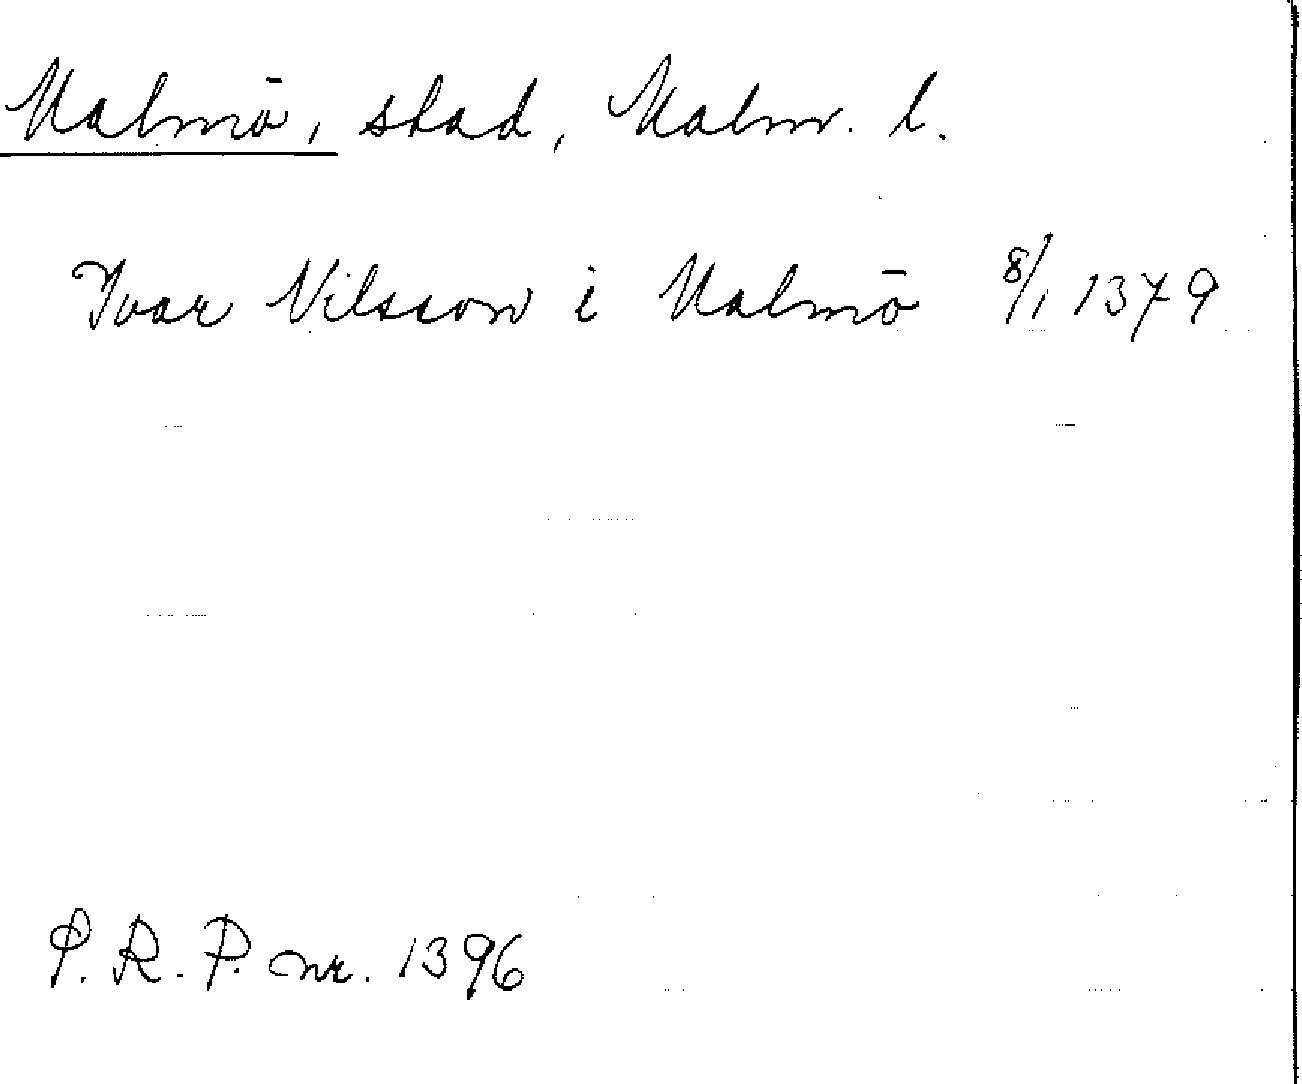 Malmö, stad, Malm. l.
Ivar Nilsson i Malmö 8/1 1379
P. R. P. nr. 1396